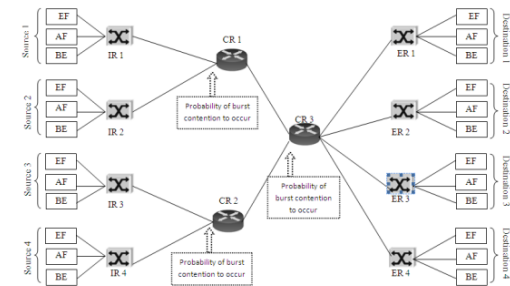 Source 1
EF
AF
BE
IR 1
Source 2
EF
AF
BE
IR 2
Source 3
EF
AF
BE
IR 3
Source 4
EF
AF
BE
IR 4
CR 1
Probability of burst
contention to occur
CR 2
Probability of burst
contention to occur
CR 3
Probability of
burst contention
to occur
ER 1
EF
AF
BE
Destination 1
ER 2
EF
AF
BE
Destination 2
ER 3
EF
AF
BE
Destination 3
ER 4
EF
AF
BE
Destination 4